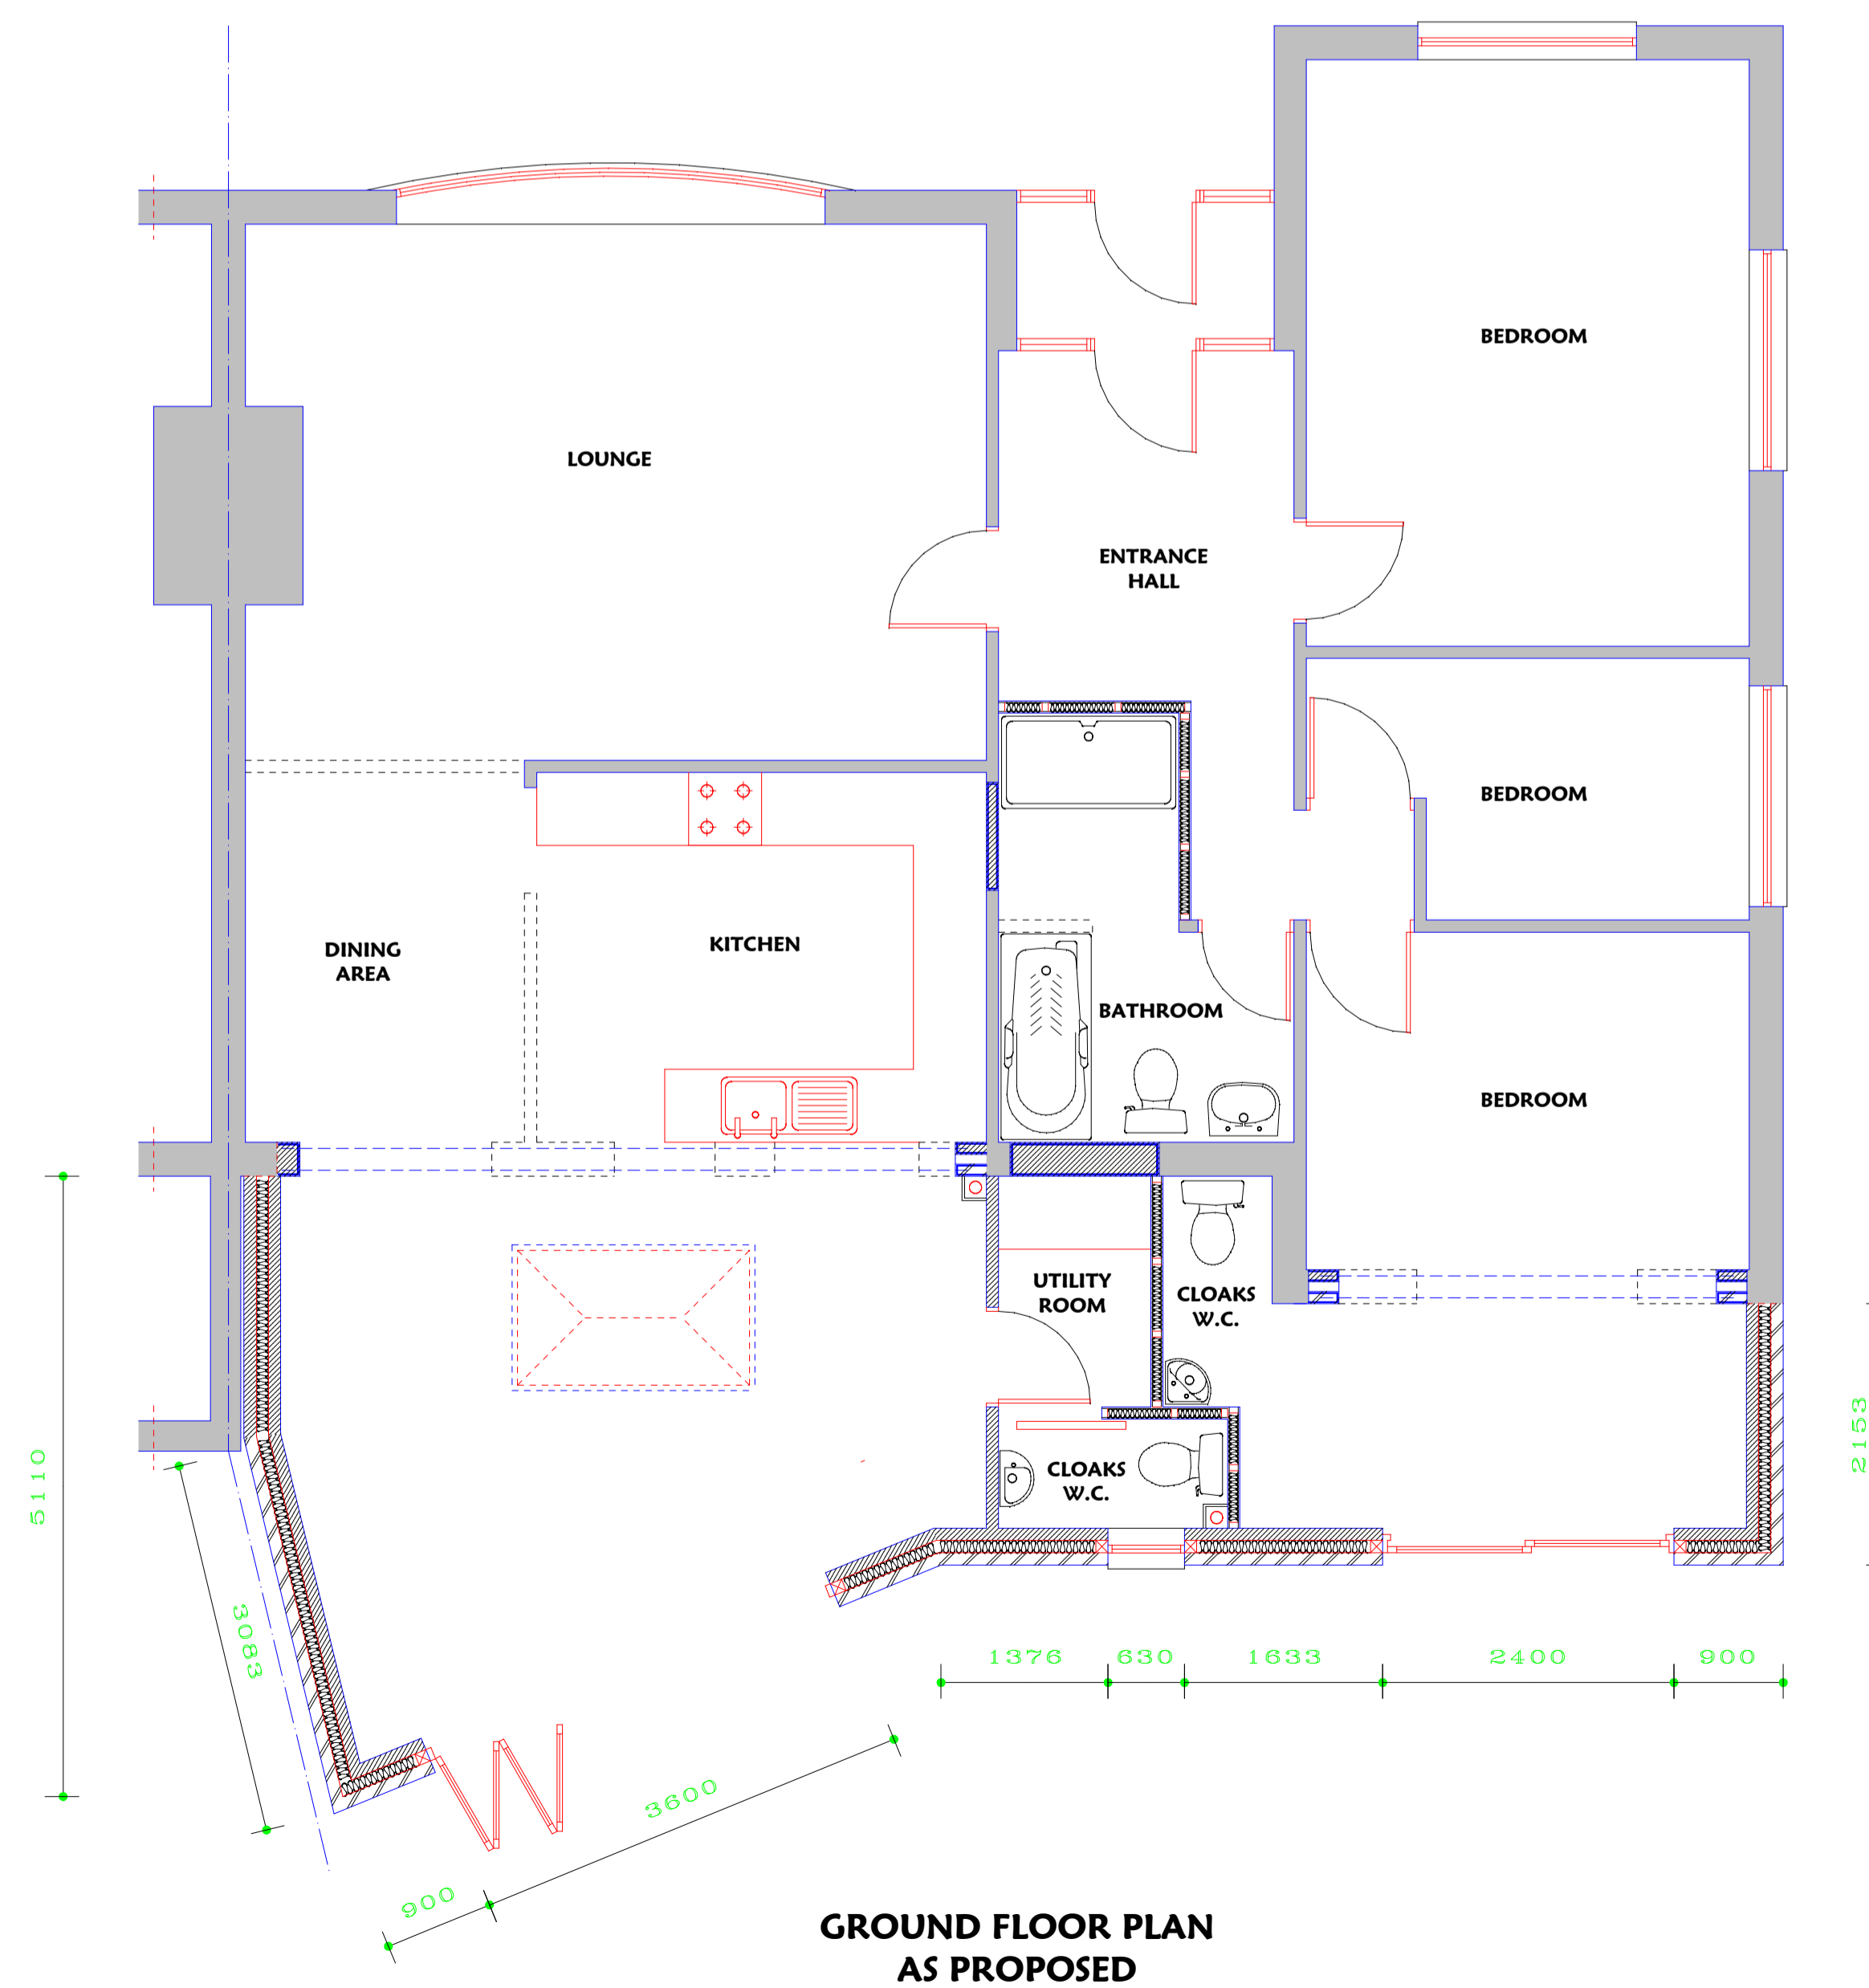 BEDROOM
LOUNGE
ENTRANCE
HALL
BEDROOM
DINING
AREA
KITCHEN
BATHROOM
BEDROOM
UTILITY
ROOM
CLOAKS
W.C.
CLOAKS
W.C.
5110
2153
3083
1376
630
1633
2400
900
3600
900
GROUND FLOOR PLAN
AS PROPOSED